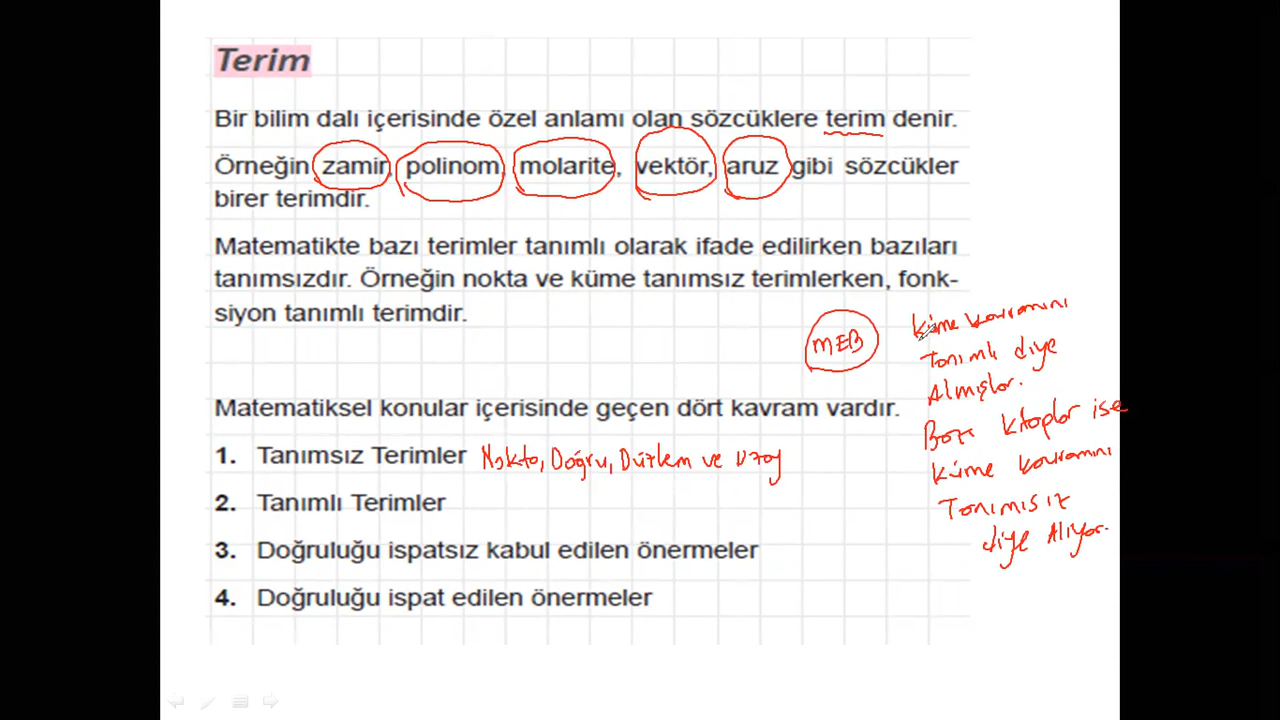 Terim
Bir bilim dalı içerisinde özel anlamı olan sözcüklere terim denir.
Örneğin zamir, polinom, molarite, vektör, aruz gibi sözcükler
birer terimdir.
Matematikte bazı terimler tanımlı olarak ifade edilirken bazıları
tanımsızdır. Örneğin nokta ve küme tanımsız terimlerken, fonk-
siyon tanımlı terimdir.
MEB
Küme kavramını
Tanımlı diye
Almışlar.
Bazı kitaplar ise
Küme kavramını
Tanımısız
diye Alıyor.
Matematiksel konular içerisinde geçen dört kavram vardır.
1. Tanımsız Terimler Nokta, Doğru, Düzlem ve Uzay
2. Tanımlı Terimler
3. Doğruluğu ispatsız kabul edilen önermeler
4. Doğruluğu ispat edilen önermeler